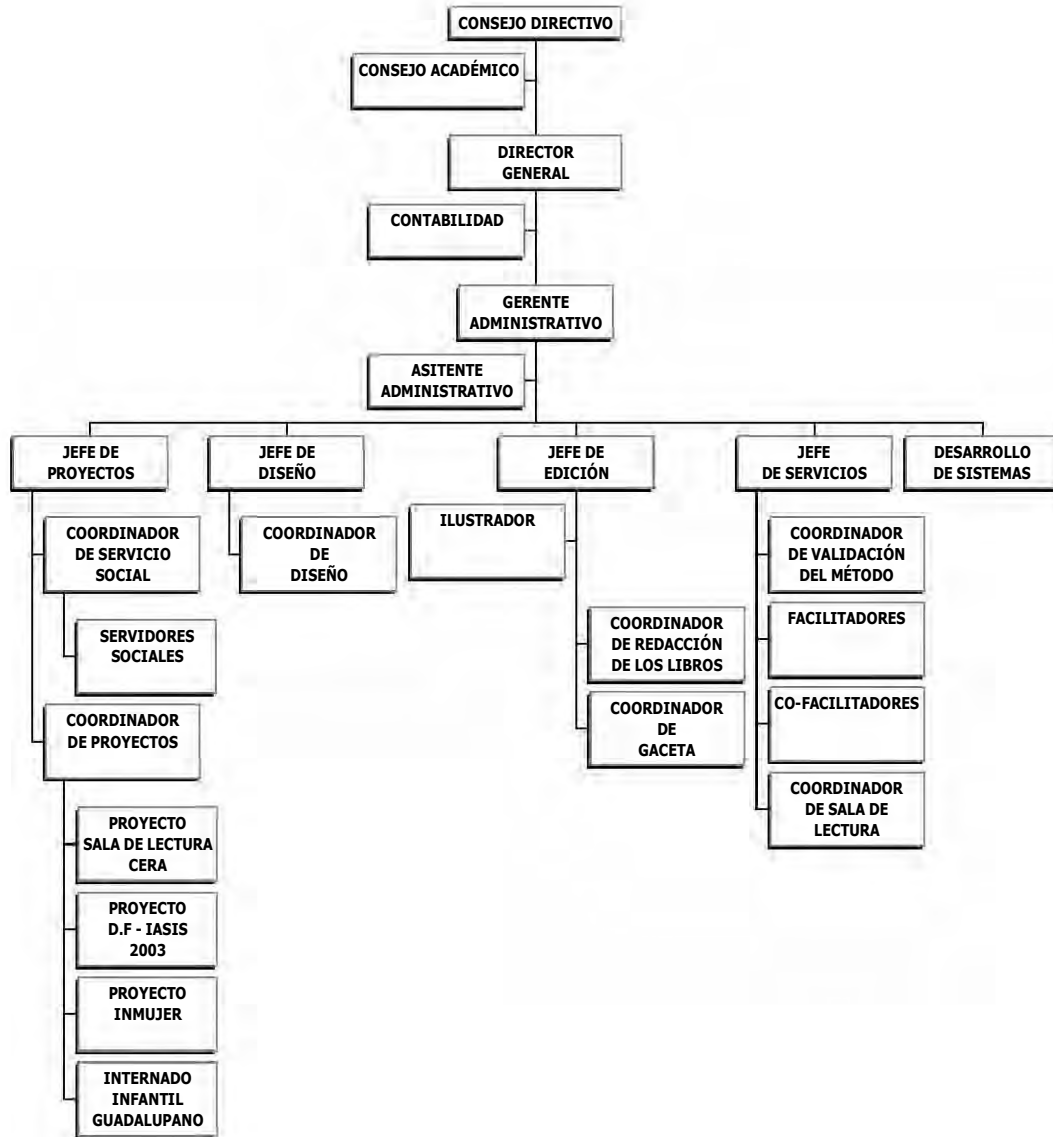 CONSEJO DIRECTIVO
CONSEJO ACADÉMICO
DIRECTOR
GENERAL
CONTABILIDAD
GERENTE
ADMINISTRATIVO
ASITENTE
ADMINISTRATIVO
JEFE DE
PROYECTOS
JEFE DE
DISEÑO
JEFE DE
EDICIÓN
JEFE
DE SERVICIOS
DESARROLLO
DE SISTEMAS
COORDINADOR
DE SERVICIO
SOCIAL
SERVIDORES
SOCIALES
COORDINADOR
DE PROYECTOS
PROYECTO
SALA DE LECTURA
CERA
PROYECTO
D.F - IASIS
2003
PROYECTO
INMUJER
INTERNADO
INFANTIL
GUADALUPANO
COORDINADOR
DE
DISEÑO
ILUSTRADOR
COORDINADOR
DE REDACCIÓN
DE LOS LIBROS
COORDINADOR
DE
GACETA
COORDINADOR
DE VALIDACIÓN
DEL MÉTODO
FACILITADORES
CO-FACILITADORES
COORDINADOR
DE SALA DE
LECTURA